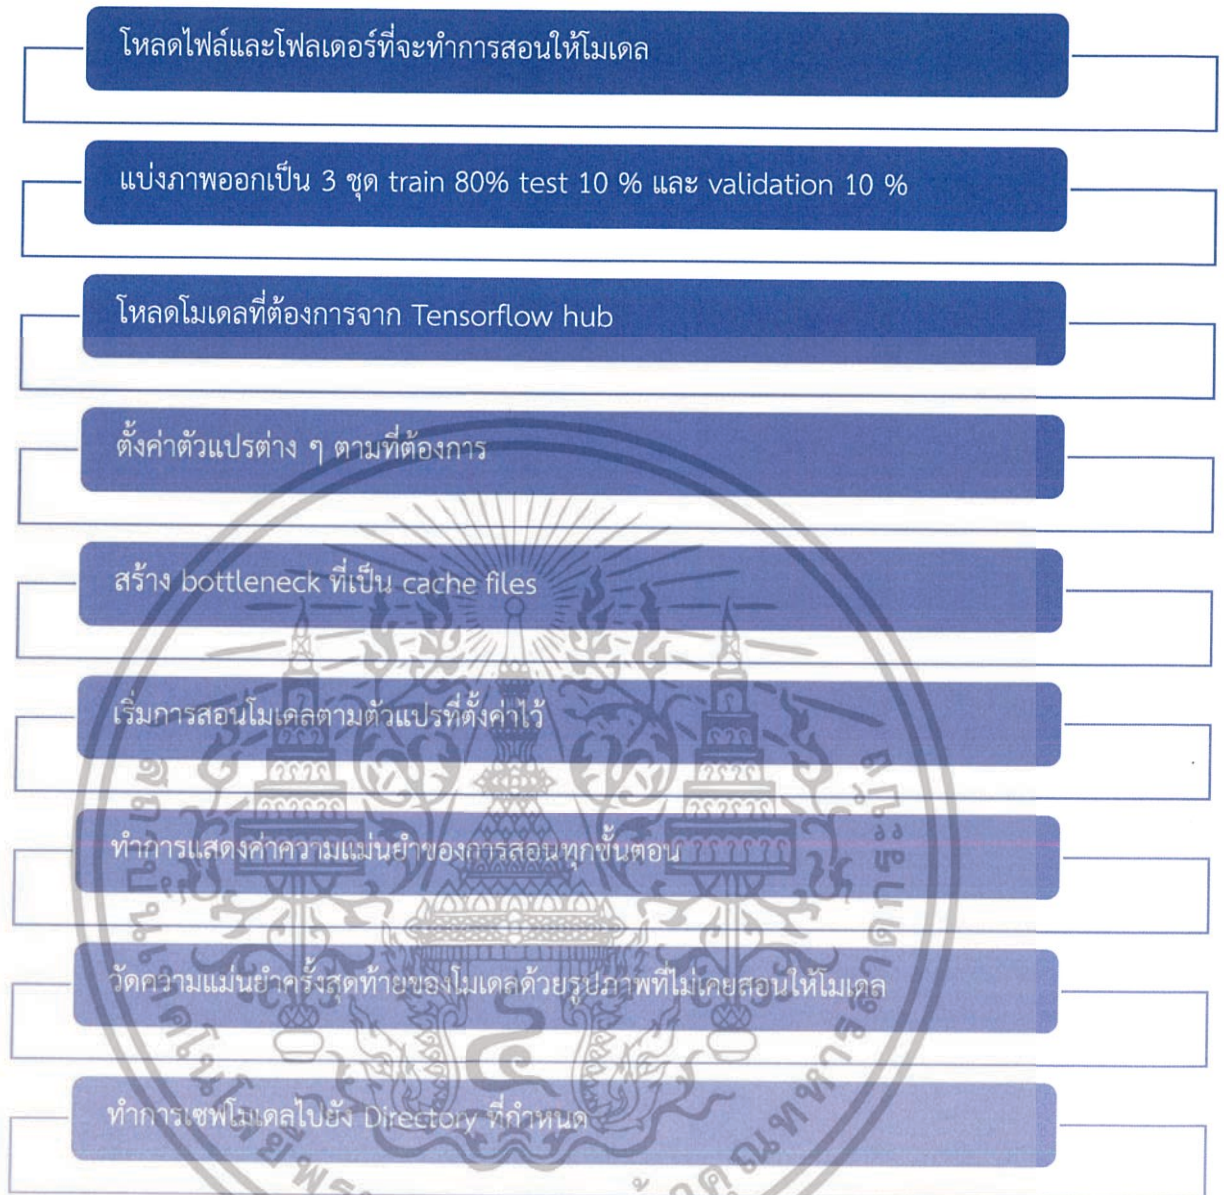 โหลดไฟล์และโฟลเดอร์ที่จะทำการสอนให้โมเดล
แบ่งภาพออกเป็น 3 ชุด train 80% test 10 % และ validation 10 %
โหลดโมเดลที่ต้องการจาก Tensorflow hub
ตั้งค่าตัวแปรต่าง ๆ ตามที่ต้องการ
สร้าง bottleneck ที่เป็น cache files
เริ่มการสอนโมเดลตามตัวแปรที่ตั้งค่าไว้
ทำการแสดงค่าความแม่นยำของการสอนทุกขั้นตอน
วัดความแม่นยำครั้งสุดท้ายของโมเดลด้วยรูปภาพที่ไม่เคยสอนให้โมเดล
ทำการเซฟโมเดลไปยัง Directory ที่กำหนด